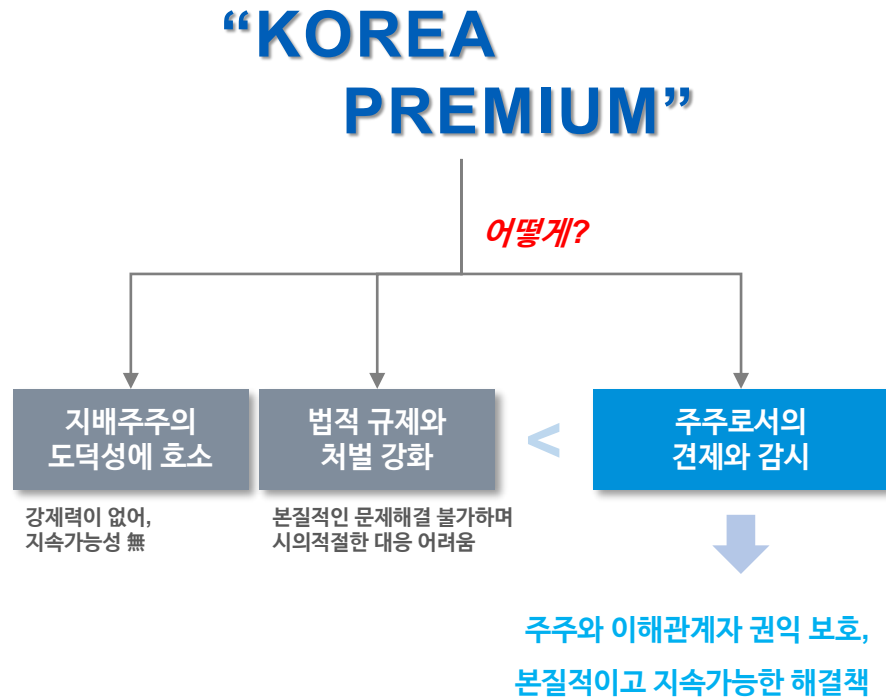 “KOREA
PREMIUM”
어떻게?
지배주주의
도덕성에 호소
법적 규제와
처벌 강화
<
주주로서의
견제와 감시
강제력이 없어,
지속가능성 無
본질적인 문제해결 불가하며
시의적절한 대응 어려움
주주와 이해관계자 권익 보호,
본질적이고 지속가능한 해결책